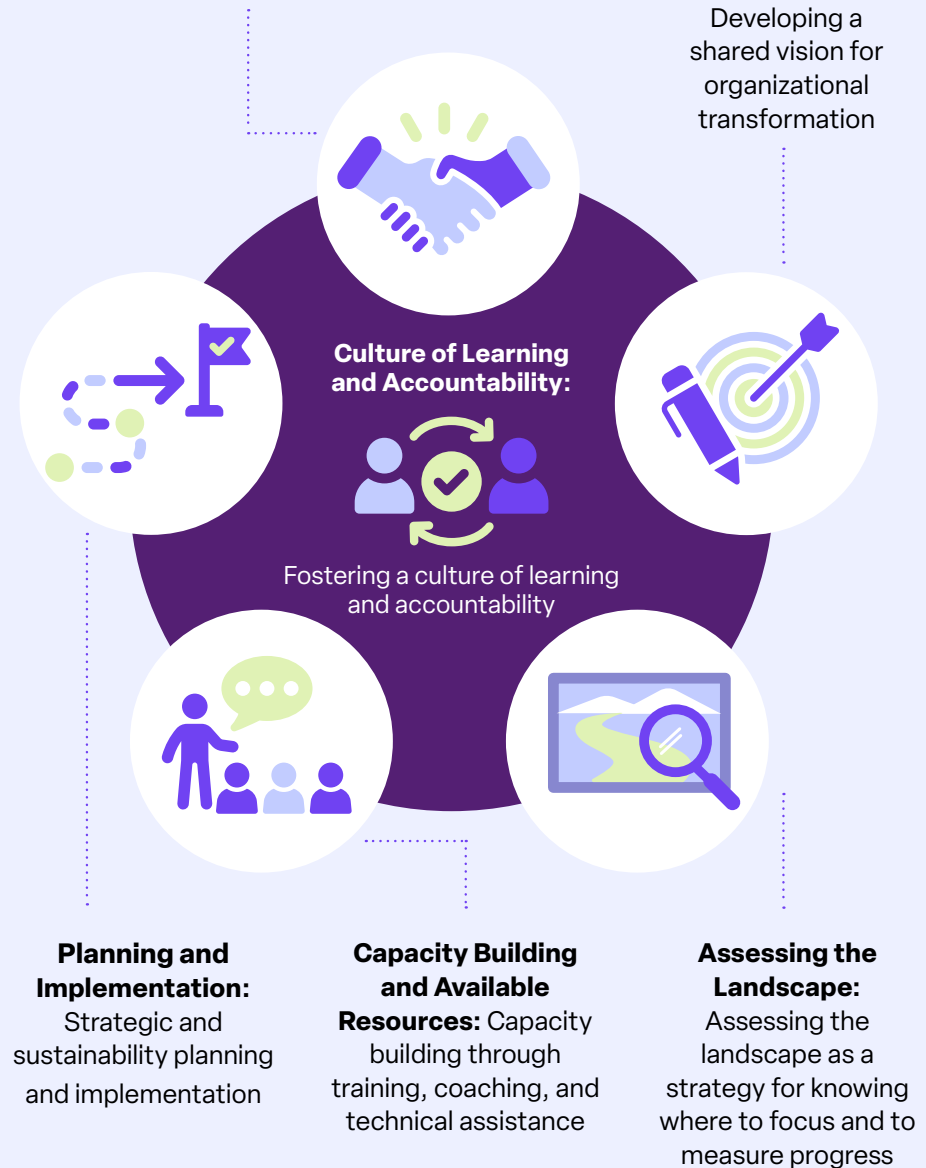 Developing a
shared vision for
organizational
transformation
Culture of Learning
and Accountability:
Fostering a culture of learning
and accountability
Planning and
Implementation:
Strategic and
sustainability planning
and implementation
Capacity Building
and Available
Resources: Capacity
building through
training, coaching, and
technical assistance
Assessing the
Landscape:
Assessing the
landscape as a
strategy for knowing
where to focus and to
measure progress